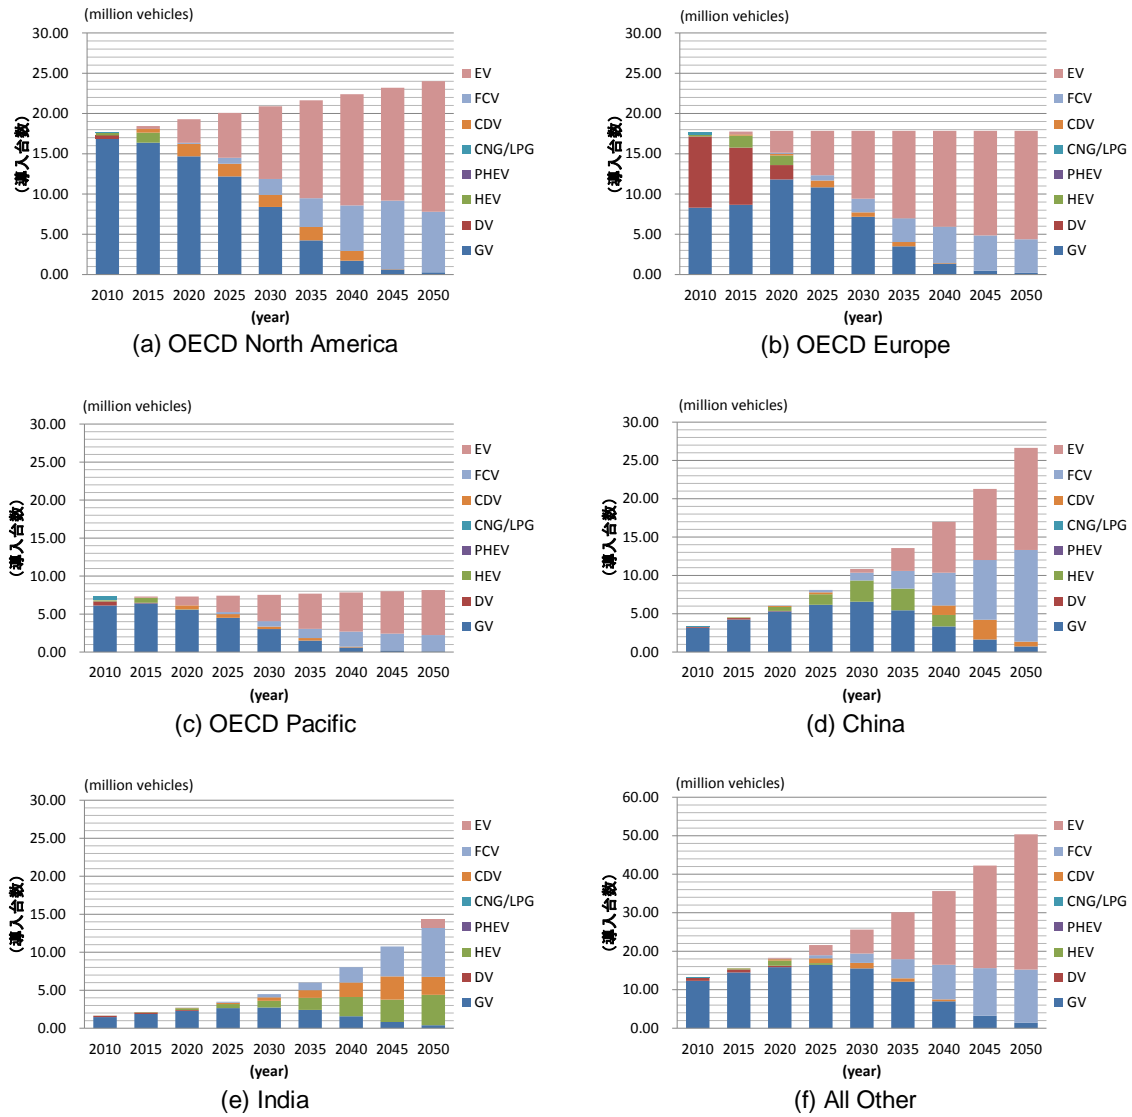 (million vehicles)
30.00
25.00
20.00
15.00
10.00
5.00
0.00
(導入台数)
2010 2015 2020 2025 2030 2035 2040 2045 2050
(year)
EV
FCV
CDV
CNG/LPG
PHEV
HEV
DV
GV
(a) OECD North America
(million vehicles)
30.00
25.00
20.00
15.00
10.00
5.00
0.00
(導入台数)
2010 2015 2020 2025 2030 2035 2040 2045 2050
(year)
EV
FCV
CDV
CNG/LPG
PHEV
HEV
DV
GV
(b) OECD Europe
(million vehicles)
30.00
25.00
20.00
15.00
10.00
5.00
0.00
(導入台数)
2010 2015 2020 2025 2030 2035 2040 2045 2050
(year)
EV
FCV
CDV
CNG/LPG
PHEV
HEV
DV
GV
(c) OECD Pacific
(million vehicles)
30.00
25.00
20.00
15.00
10.00
5.00
0.00
(導入台数)
2010 2015 2020 2025 2030 2035 2040 2045 2050
(year)
EV
FCV
CDV
CNG/LPG
PHEV
HEV
DV
GV
(d) China
(million vehicles)
30.00
25.00
20.00
15.00
10.00
5.00
0.00
(導入台数)
2010 2015 2020 2025 2030 2035 2040 2045 2050
(year)
EV
FCV
CDV
CNG/LPG
PHEV
HEV
DV
GV
(e) India
(million vehicles)
60.00
50.00
40.00
30.00
20.00
10.00
0.00
(導入台数)
2010 2015 2020 2025 2030 2035 2040 2045 2050
(year)
EV
FCV
CDV
CNG/LPG
PHEV
HEV
DV
GV
(f) All Other